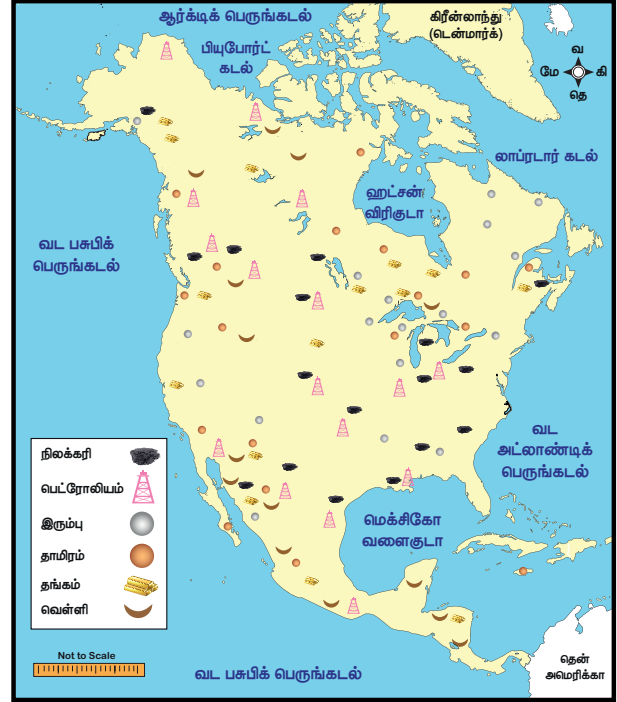 ஆர்க்டிக் பெருங்கடல்
கிரீன்லாந்து
(டென்மார்க்)
பியுபோர்ட்
கடல்
வ
மே
கி
தெ
லாப்ரடார் கடல்
ஹட்சன்
விரிகுடா
வட பசுபிக்
பெருங்கடல்
வட
அட்லாண்டிக்
பெருங்கடல்
நிலக்கரி
பெட்ரோலியம்
இரும்பு
தாமிரம்
தங்கம்
வெள்ளி
மெக்சிகோ
வளைகுடா
Not to Scale
வட பசுபிக் பெருங்கடல்
தென்
அமெரிக்கா